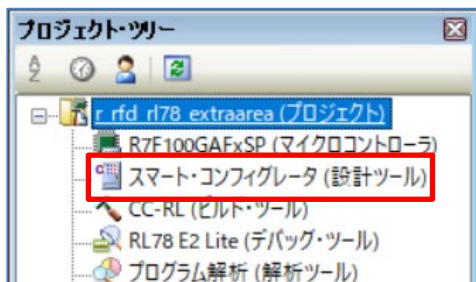 プロジェクト・ツリー
r_rfd_rl78_extraarea (プロジェクト)
R7F100GAFxSP (マイクロコントローラ)
スマート・コンフィグレータ (設計ツール)
CC-RL (ビルド・ツール)
RL78 E2 Lite (デバッグ・ツール)
プログラム解析 (解析ツール)